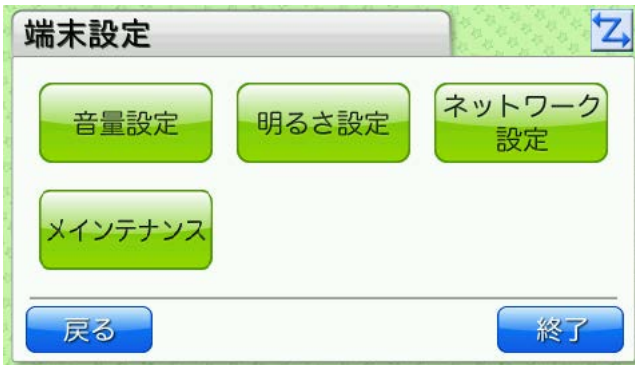 端末設定
音量設定
明るさ設定
ネットワーク
設定
メインテナンス
戻る
終了